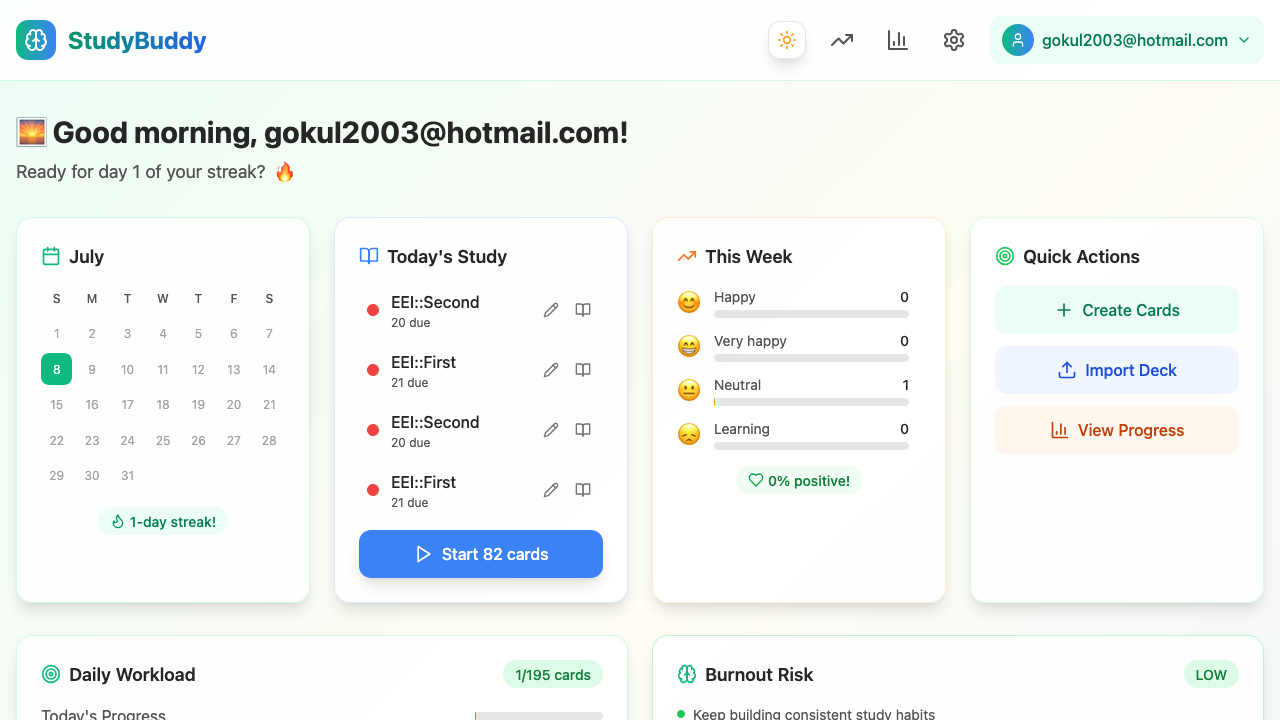 StudyBuddy
gokul2003@hotmail.com
🌅 Good morning, gokul2003@hotmail.com!
Ready for day 1 of your streak? 🔥
July
S M T W T F S
1 2 3 4 5 6 7
8 9 10 11 12 13 14
15 16 17 18 19 20 21
22 23 24 25 26 27 28
29 30 31
1-day streak!
Today's Study
EEI::Second
20 due
EEI::First
21 due
EEI::Second
20 due
EEI::First
21 due
Start 82 cards
This Week
Happy 0
Very happy 0
Neutral 1
Learning 0
0% positive!
Quick Actions
Create Cards
Import Deck
View Progress
Daily Workload
1/195 cards
Today's Progress
Burnout Risk
LOW
Keep building consistent study habits